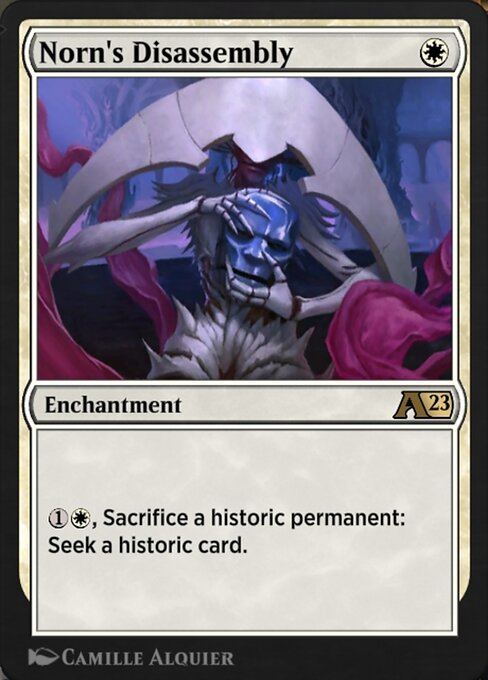 Norn's Disassembly
Enchantment
A23
1, Sacrifice a historic permanent:
Seek a historic card.
CAMILLE ALQUIER